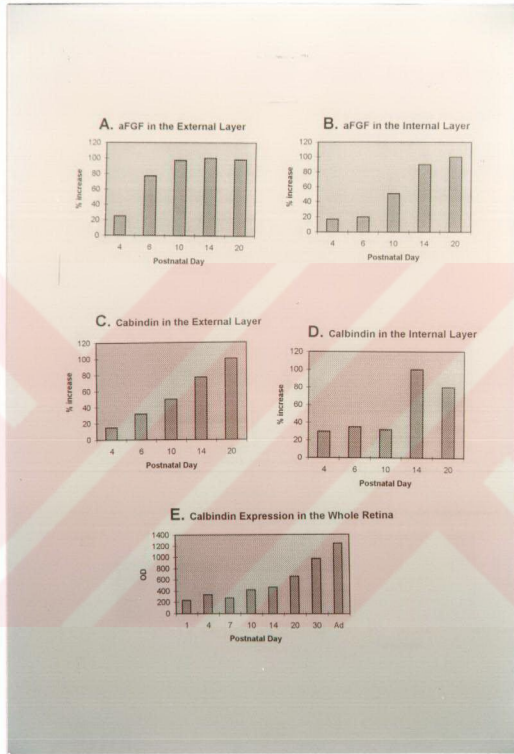 A. aFGF in the External Layer
120
100
80
60
40
20
0
% increase
4 6 10 14 20
Postnatal Day
B. aFGF in the Internal Layer
120
100
80
60
40
20
0
% increase
4 6 10 14 20
Postnatal Day
C. Cabindin in the External Layer
120
100
80
60
40
20
0
% increase
4 6 10 14 20
Postnatal Day
D. Calbindin in the Internal Layer
120
100
80
60
40
20
0
% increase
4 6 10 14 20
Postnatal Day
E. Calbindin Expression in the Whole Retina
1400
1200
1000
800
600
400
200
0
OD
1 4 7 10 14 20 30 Ad
Postnatal Day